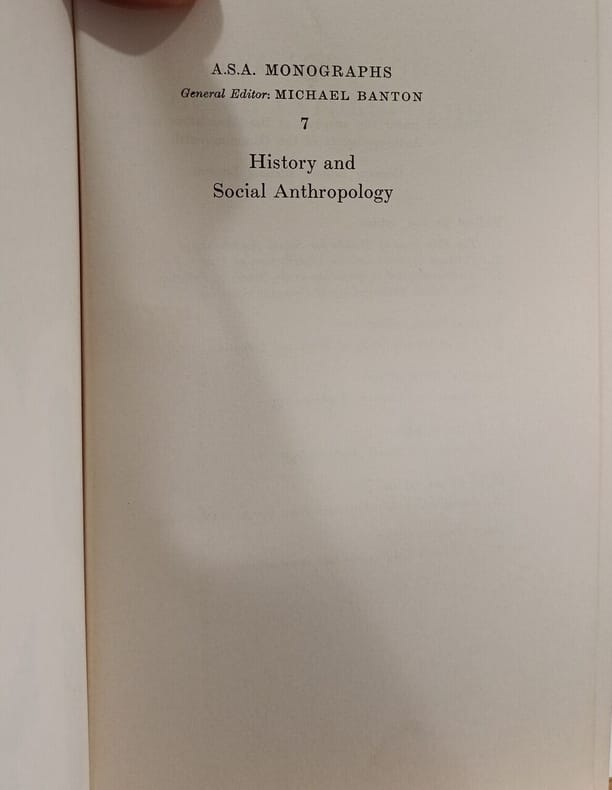 A.S.A. MONOGRAPHS
General Editor: MICHAEL BANTON
7
History and
Social Anthropology